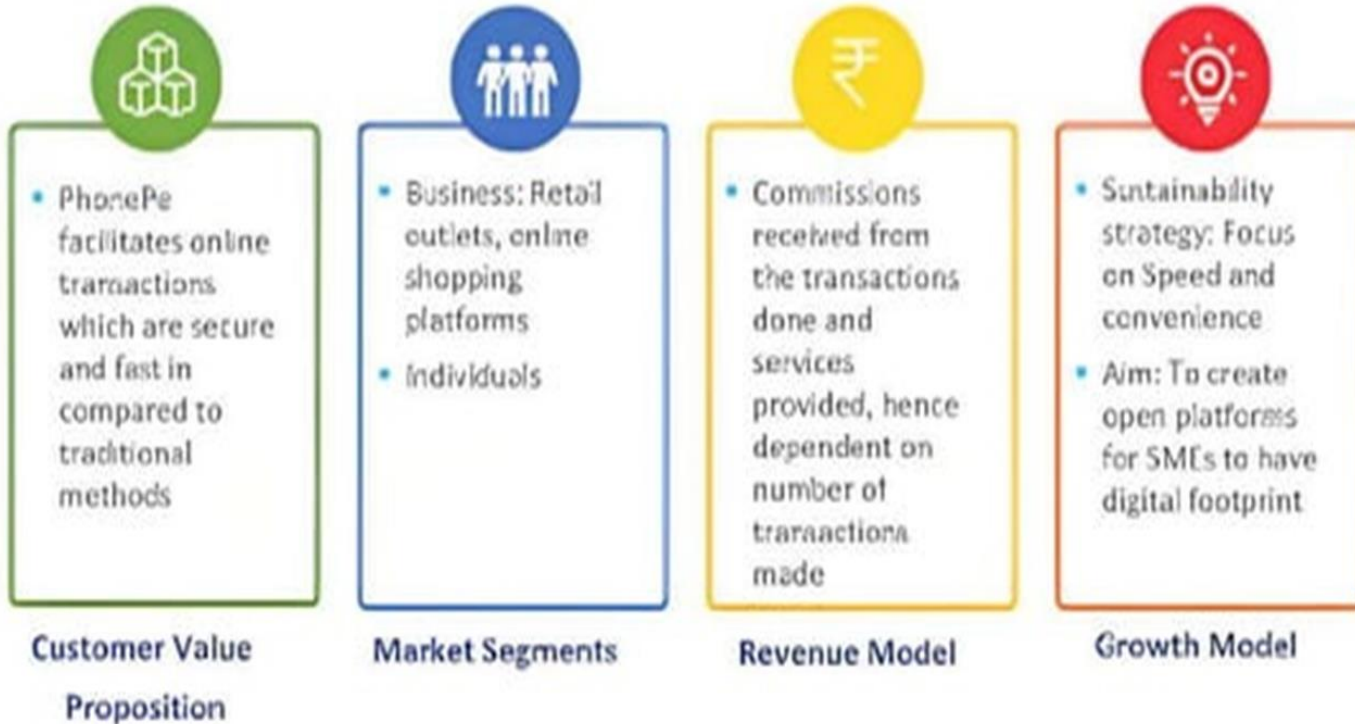 PhonePe
facilitates online
transactions
which are secure
and fast in
compared to
traditional
methods
Customer Value
Proposition
Business: Retail
outlets, online
shopping
platforms
Individuals
Market Segments
Commissions
received from
the transactions
done and
services
provided, hence
dependent on
number of
transactions
made
Revenue Model
Sustainability
strategy: Focus
on Speed and
convenience
Aim: To create
open platforms
for SMEs to have
digital footprint
Growth Model